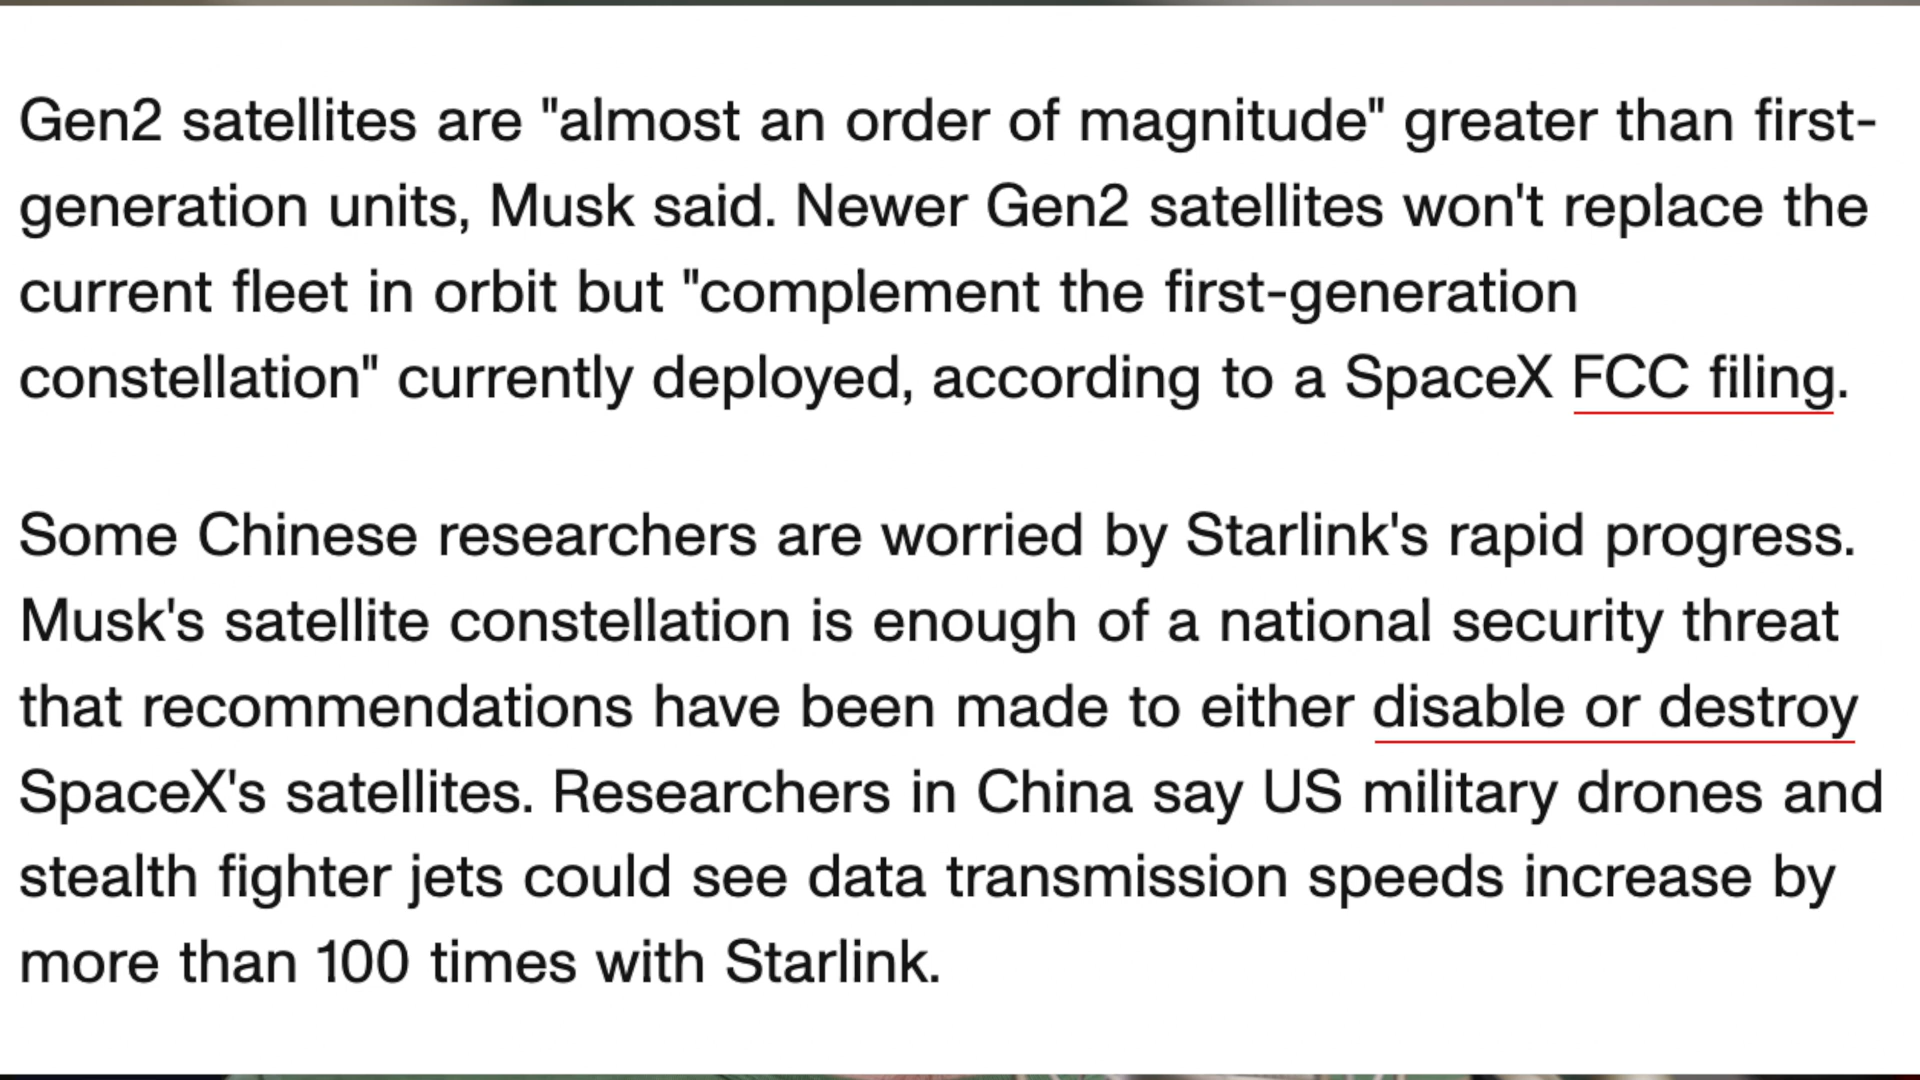 Gen2 satellites are "almost an order of magnitude" greater than first-
generation units, Musk said. Newer Gen2 satellites won't replace the
current fleet in orbit but "complement the first-generation
constellation" currently deployed, according to a SpaceX FCC filing.
Some Chinese researchers are worried by Starlink's rapid progress.
Musk's satellite constellation is enough of a national security threat
that recommendations have been made to either disable or destroy
SpaceX's satellites. Researchers in China say US military drones and
stealth fighter jets could see data transmission speeds increase by
more than 100 times with Starlink.